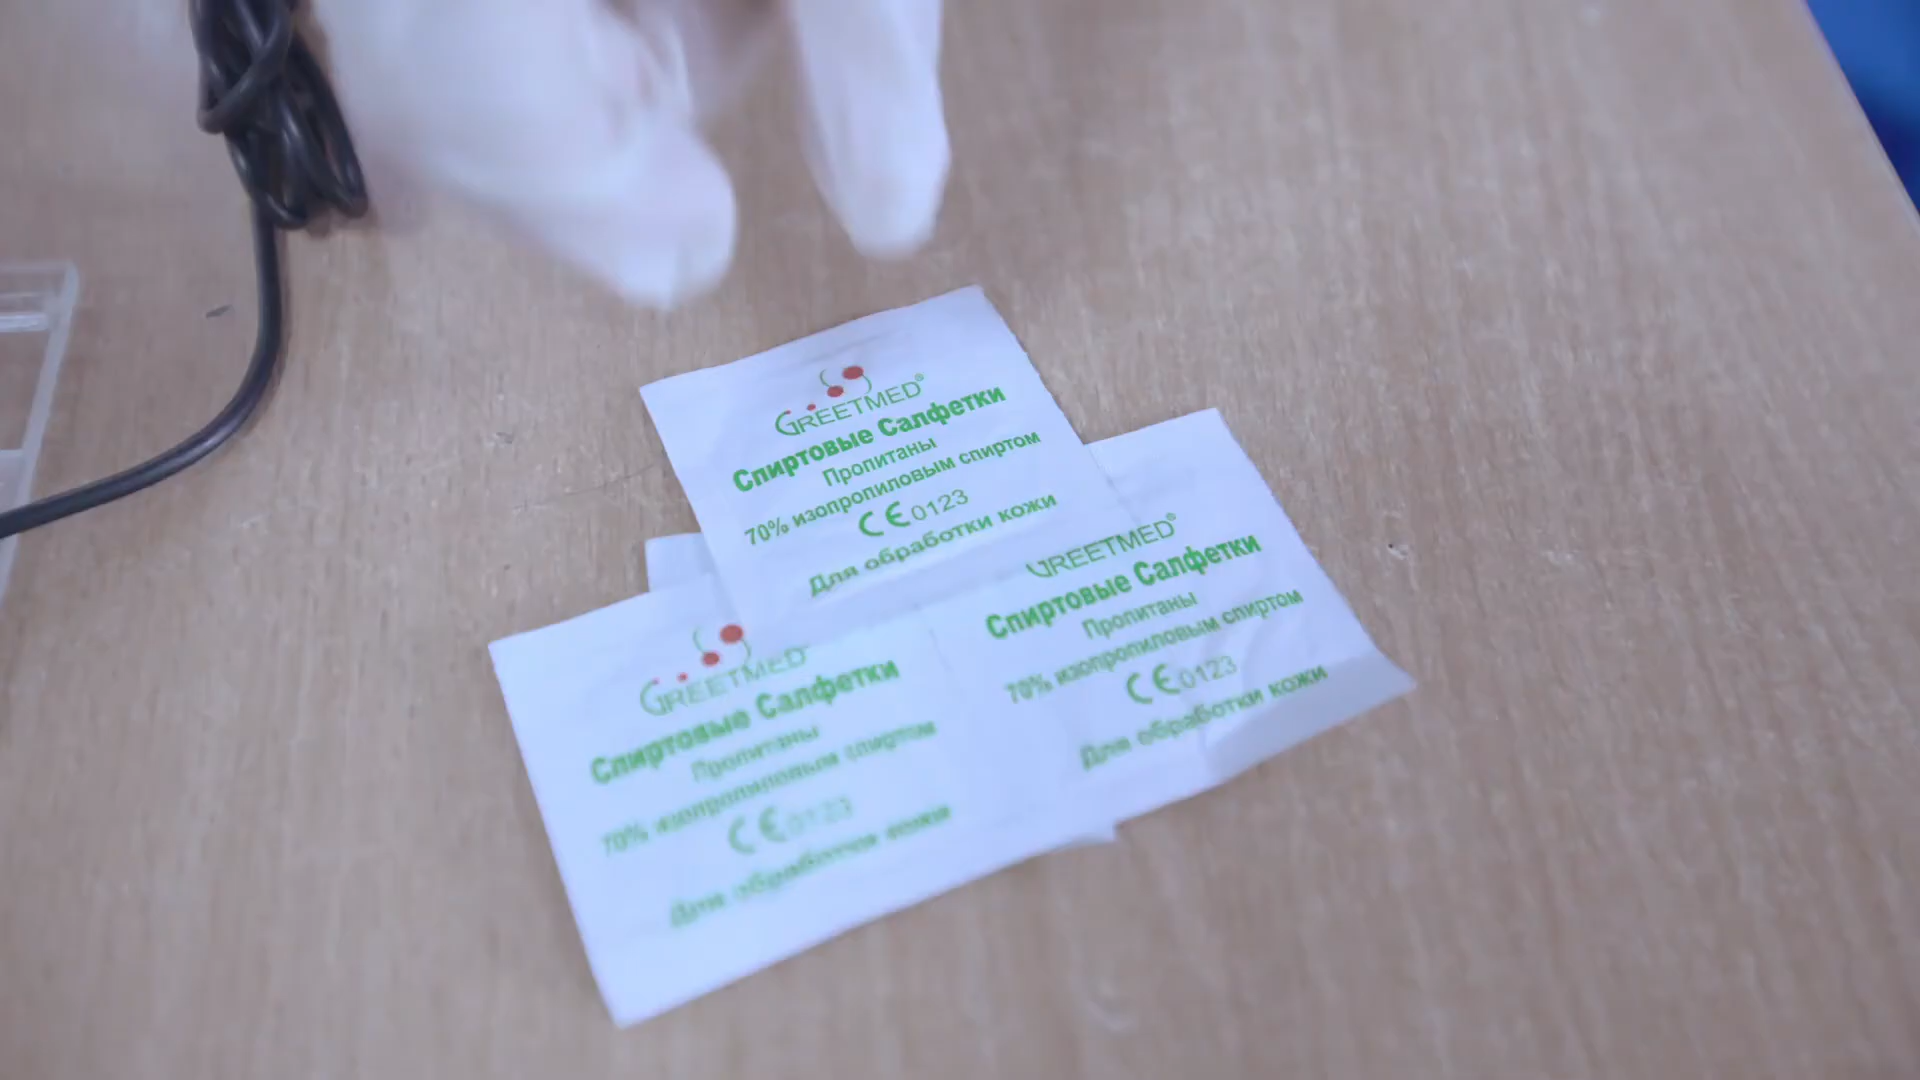 GREETMED®
Спиртовые Салфетки
Пропитаны
70% изопропиловым спиртом
CE 0123
Для обработки кожи
GREETMED®
Спиртовые Салфетки
Пропитаны
70% изопропиловым спиртом
CE 0123
Для обработки кожи
GREETMED
Спиртовые Салфетки
Пропитаны
70% изопропиловым спиртом
CE 0123
Для обработки кожи